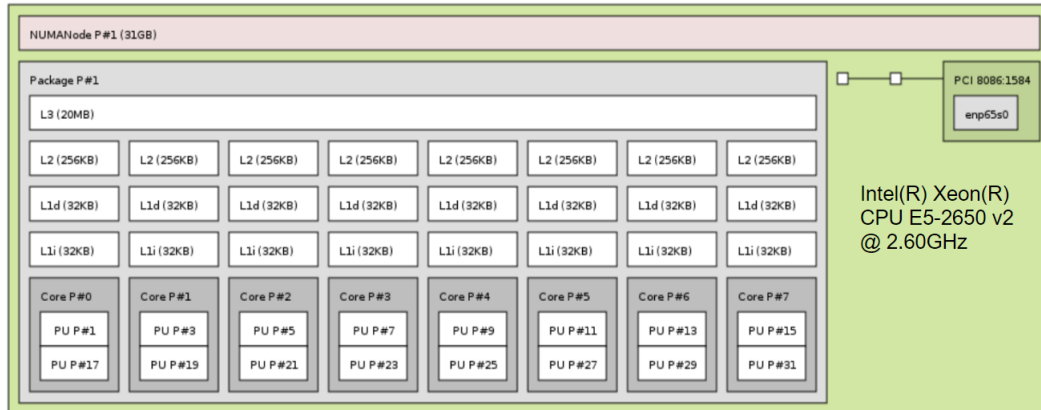 NUMANode P#1 (31GB)
Package P#1
PCI 8086:1584
L3 (20MB)
enp65s0
L2 (256KB) L2 (256KB) L2 (256KB) L2 (256KB) L2 (256KB) L2 (256KB) L2 (256KB) L2 (256KB)
L1d (32KB) L1d (32KB) L1d (32KB) L1d (32KB) L1d (32KB) L1d (32KB) L1d (32KB) L1d (32KB)
L1i (32KB) L1i (32KB) L1i (32KB) L1i (32KB) L1i (32KB) L1i (32KB) L1i (32KB) L1i (32KB)
Intel(R) Xeon(R)
CPU E5-2650 v2
@ 2.60GHz
Core P#0 Core P#1 Core P#2 Core P#3 Core P#4 Core P#5 Core P#6 Core P#7
PU P#1 PU P#3 PU P#5 PU P#7 PU P#9 PU P#11 PU P#13 PU P#15
PU P#17 PU P#19 PU P#21 PU P#23 PU P#25 PU P#27 PU P#29 PU P#31